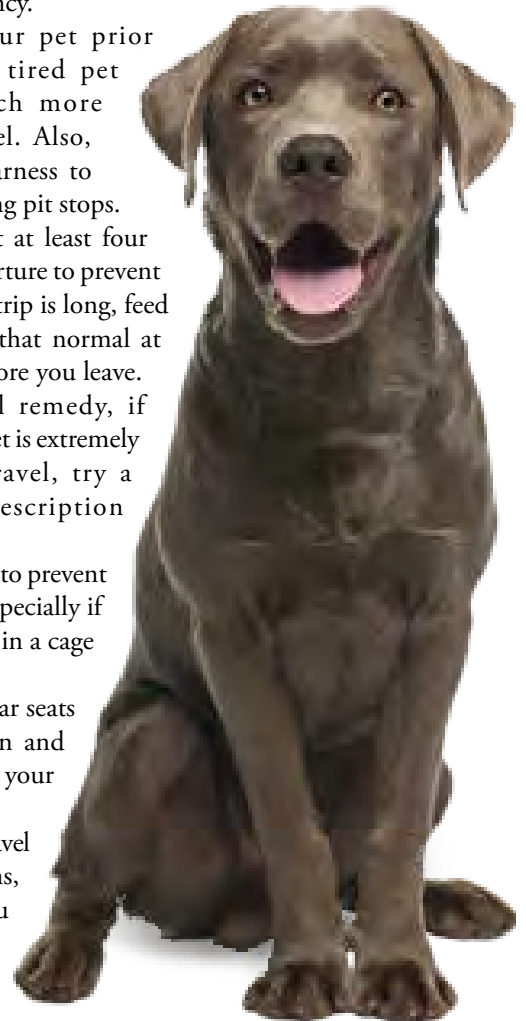 ncy.
ur pet prior
tired pet
ch more
el. Also,
arness to
ng pit stops.
t at least four
rture to prevent
trip is long, feed
that normal at
ore you leave.
l remedy, if
et is extremely
avel, try a
escription
to prevent
specially if
in a cage
ar seats
n and
your
vel
ns,
u